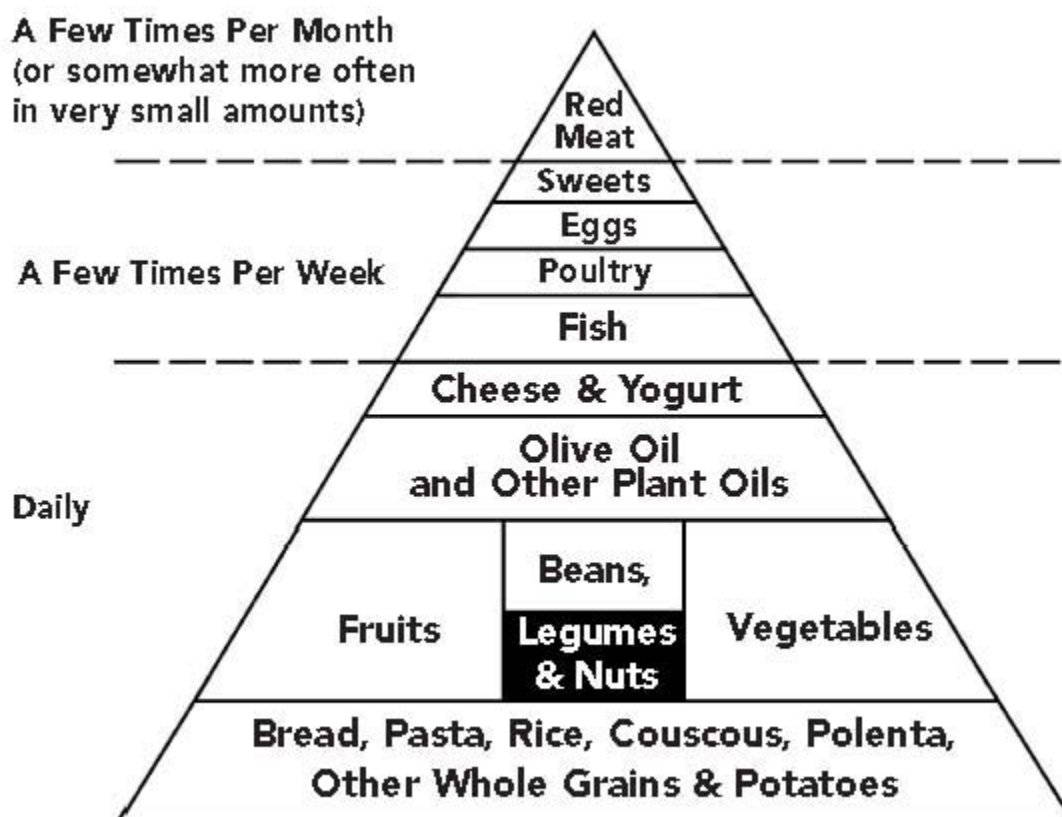 A Few Times Per Month
(or somewhat more often
in very small amounts)
Red
Meat
Sweets
Eggs
A Few Times Per Week
Poultry
Fish
Cheese & Yogurt
Olive Oil
and Other Plant Oils
Daily
Beans,
Fruits
Legumes
& Nuts
Vegetables
Bread, Pasta, Rice, Couscous, Polenta,
Other Whole Grains & Potatoes